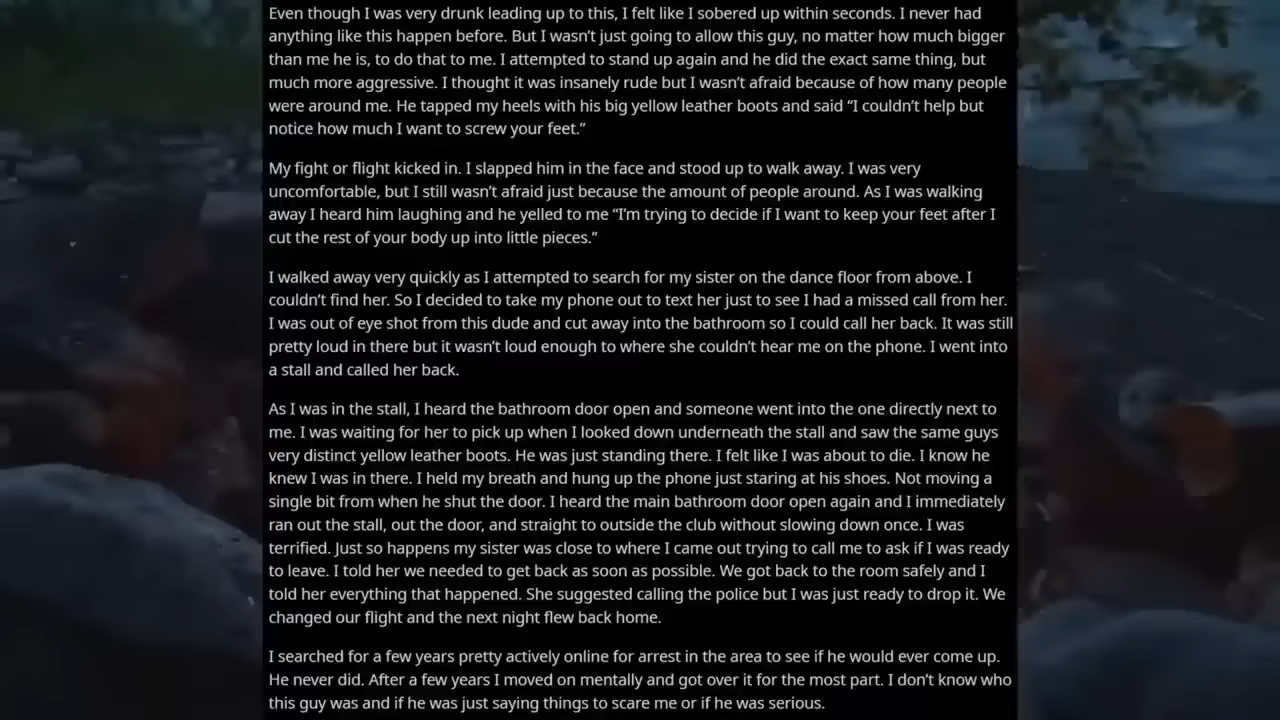 Even though I was very drunk leading up to this, I felt like I sobered up within seconds. I never had
anything like this happen before. But I wasn't just going to allow this guy, no matter how much bigger
than me he is, to do that to me. I attempted to stand up again and he did the exact same thing, but
much more aggressive. I thought it was insanely rude but I wasn't afraid because of how many people
were around me. He tapped my heels with his big yellow leather boots and said “I couldn't help but
notice how much I want to screw your feet.”
My fight or flight kicked in. I slapped him in the face and stood up to walk away. I was very
uncomfortable, but I still wasn't afraid just because the amount of people around. As I was walking
away I heard him laughing and he yelled to me “I'm trying to decide if I want to keep your feet after I
cut the rest of your body up into little pieces.”
I walked away very quickly as I attempted to search for my sister on the dance floor from above. I
couldn't find her. So I decided to take my phone out to text her just to see I had a missed call from her.
I was out of eye shot from this dude and cut away into the bathroom so I could call her back. It was still
pretty loud in there but it wasn't loud enough to where she couldn't hear me on the phone. I went into
a stall and called her back.
As I was in the stall, I heard the bathroom door open and someone went into the one directly next to
me. I was waiting for her to pick up when I looked down underneath the stall and saw the same guys
very distinct yellow leather boots. He was just standing there. I felt like I was about to die. I know he
knew I was in there. I held my breath and hung up the phone just staring at his shoes. Not moving a
single bit from when he shut the door. I heard the main bathroom door open again and I immediately
ran out the stall, out the door, and straight to outside the club without slowing down once. I was
terrified. Just so happens my sister was close to where I came out trying to call me to ask if I was ready
to leave. I told her we needed to get back as soon as possible. We got back to the room safely and I
told her everything that happened. She suggested calling the police but I was just ready to drop it. We
changed our flight and the next night flew back home.
I searched for a few years pretty actively online for arrest in the area to see if he would ever come up.
He never did. After a few years I moved on mentally and got over it for the most part. I don't know who
this guy was and if he was just saying things to scare me or if he was serious.